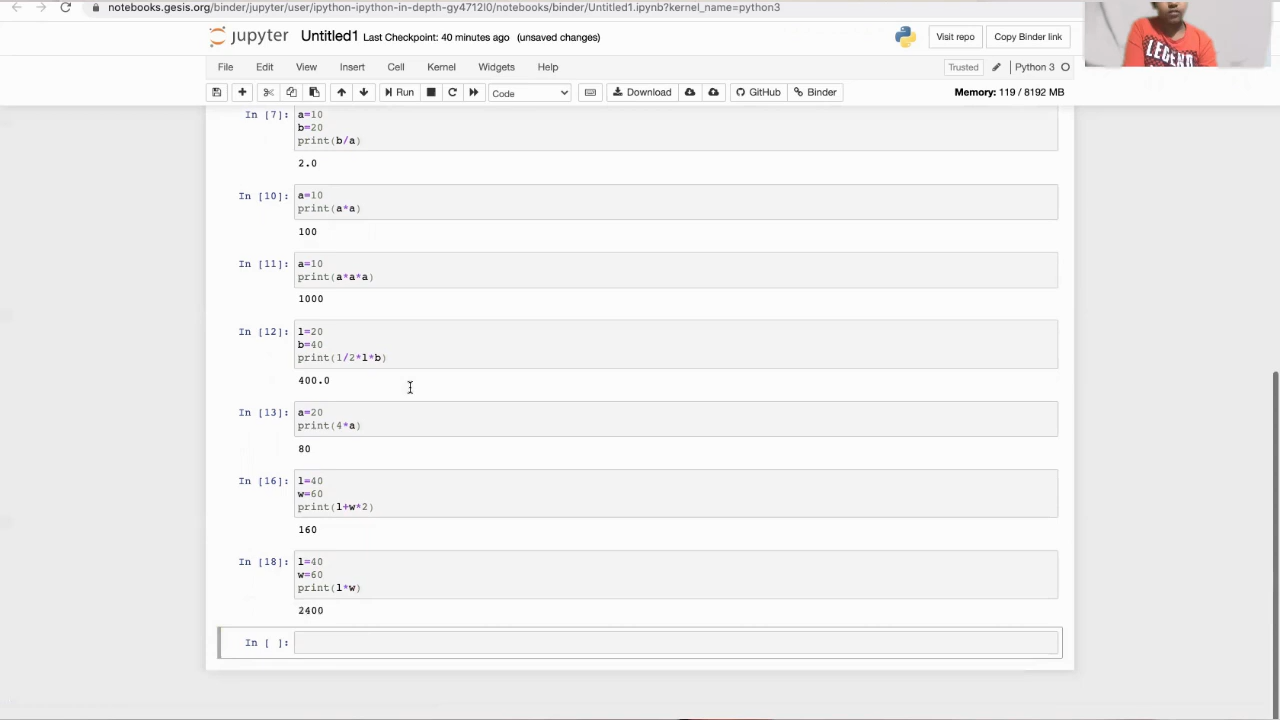 notebooks.gesis.org/binder/jupyter/user/ipython-ipython-in-depth-gy4712l0/notebooks/binder/Untitled1.ipynb?kernel_name=python3
jupyter Untitled1 Last Checkpoint: 40 minutes ago (unsaved changes) Visit repo Copy Binder link
LEGEND
File Edit View Insert Cell Kernel Widgets Help Trusted Python 3
Run Code Download GitHub Binder Memory: 119 / 8192 MB
In [7]: a=10
b=20
print(b/a)
2.0
In [10]: a=10
print(a*a)
100
In [11]: a=10
print(a*a*a)
1000
In [12]: l=20
b=40
print(1/2*l*b)
400.0
In [13]: a=20
print(4*a)
80
In [16]: l=40
w=60
print(l+w*2)
160
In [18]: l=40
w=60
print(l*w)
2400
In [ ]: